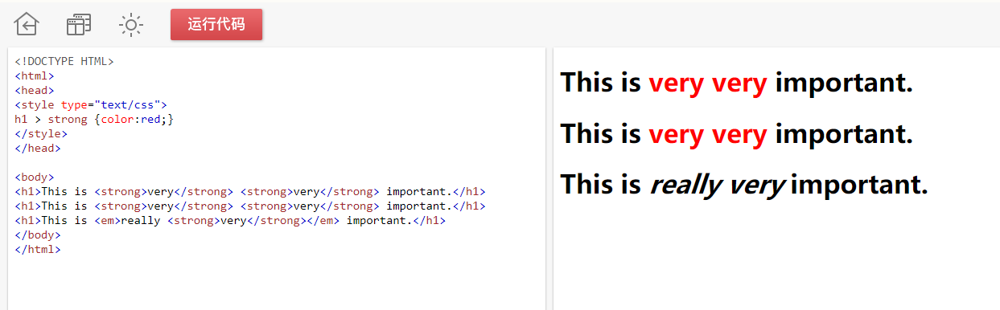 运行代码
<!DOCTYPE HTML>
<html>
<head>
<style type="text/css">
h1 > strong {color:red;}
</style>
</head>
<body>
<h1>This is <strong>very</strong> <strong>very</strong> important.</h1>
<h1>This is <strong>very</strong> <strong>very</strong> important.</h1>
<h1>This is <em>really <strong>very</strong></em> important.</h1>
</body>
</html>
This is very very important.
This is very very important.
This is really very important.